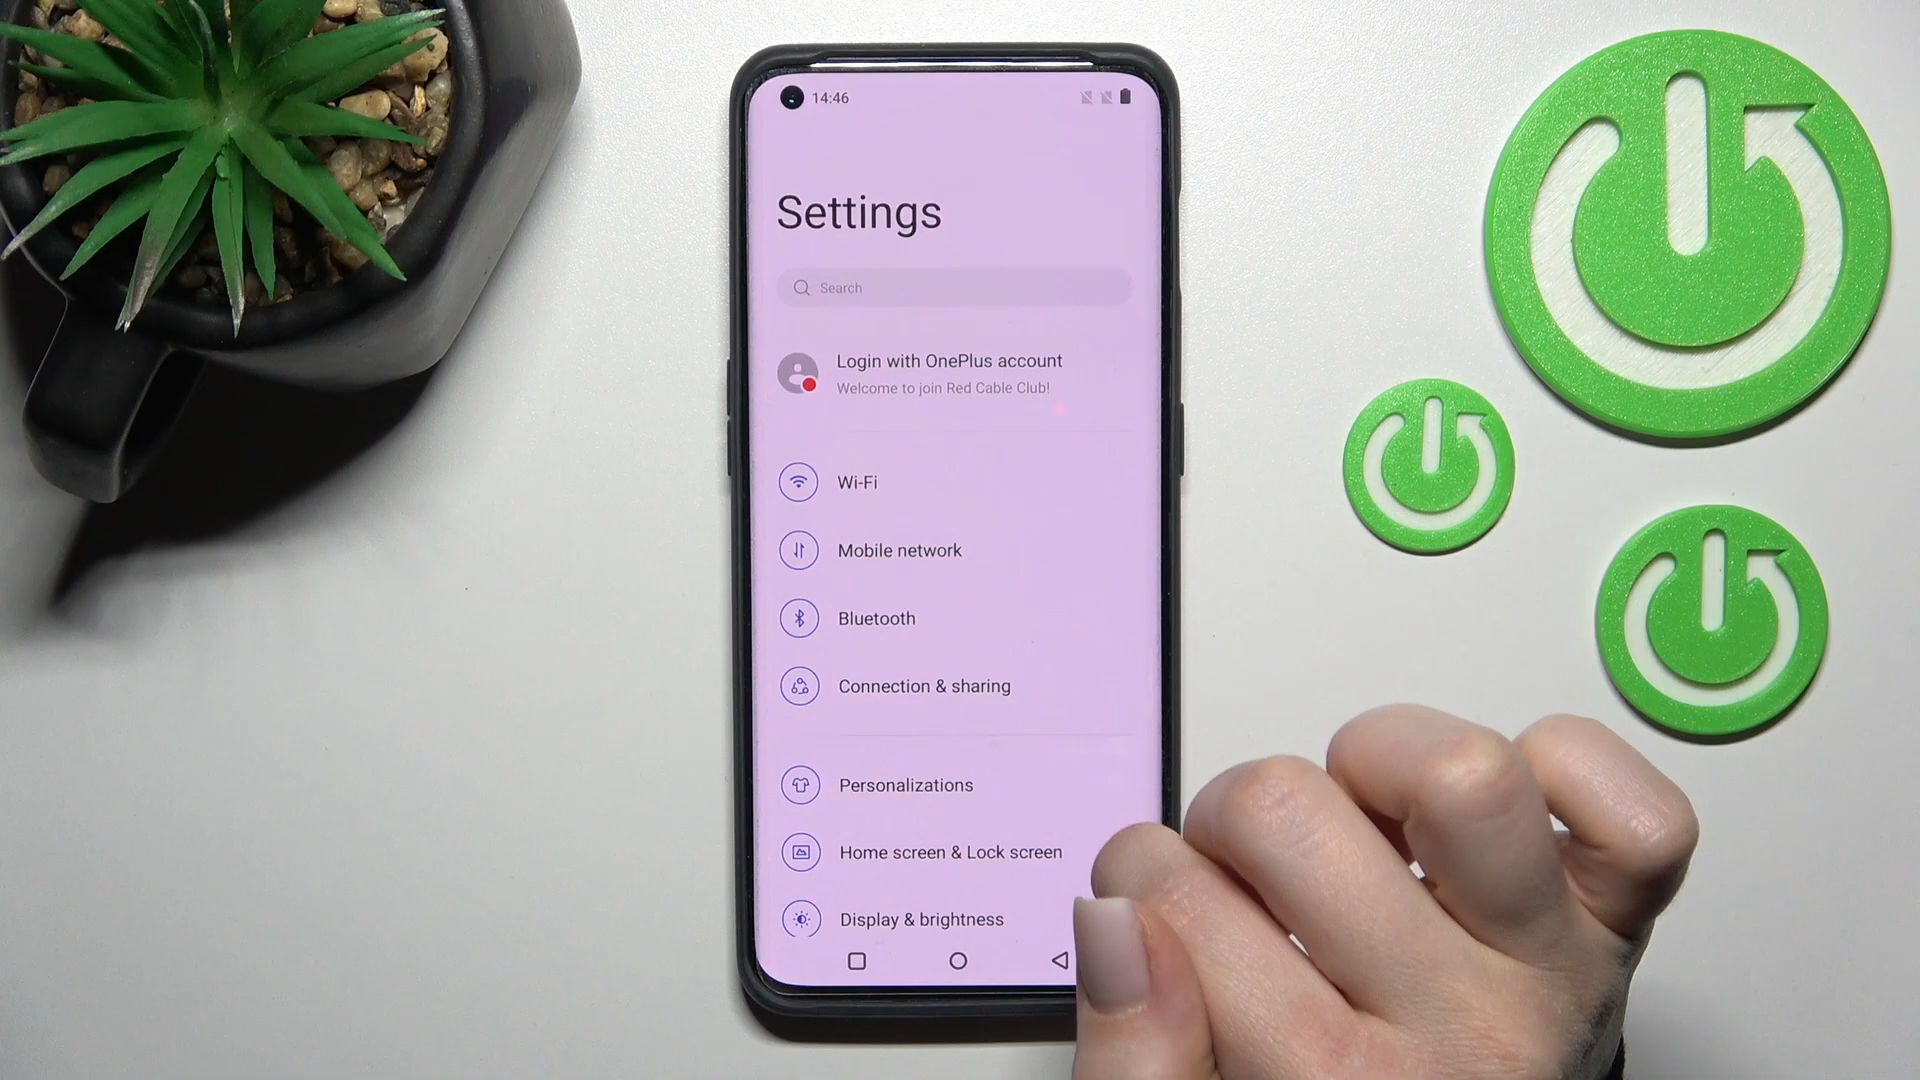 14:46
Settings
Search
Login with OnePlus account
Welcome to join Red Cable Club!
Wi-Fi
Mobile network
Bluetooth
Connection & sharing
Personalizations
Home screen & Lock screen
Display & brightness